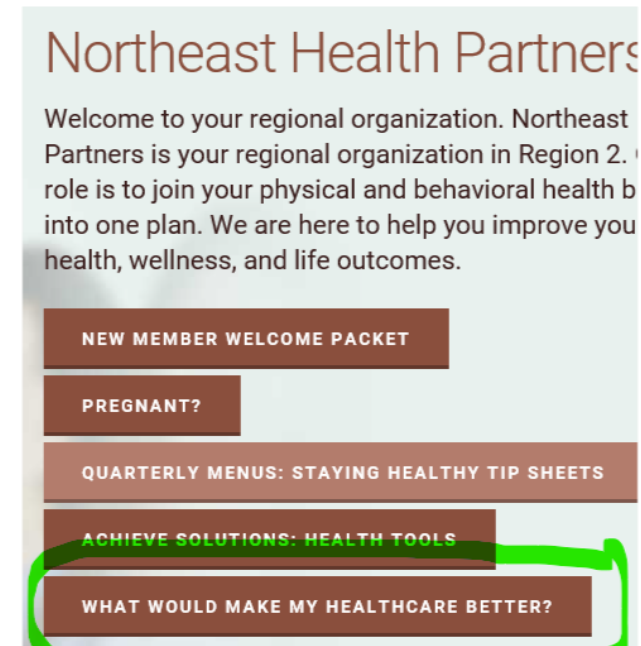 Northeast Health Partners
Welcome to your regional organization. Northeast
Partners is your regional organization in Region 2.
role is to join your physical and behavioral health b
into one plan. We are here to help you improve you
health, wellness, and life outcomes.
NEW MEMBER WELCOME PACKET
PREGNANT?
QUARTERLY MENUS: STAYING HEALTHY TIP SHEETS
ACHIEVE SOLUTIONS: HEALTH TOOLS
WHAT WOULD MAKE MY HEALTHCARE BETTER?